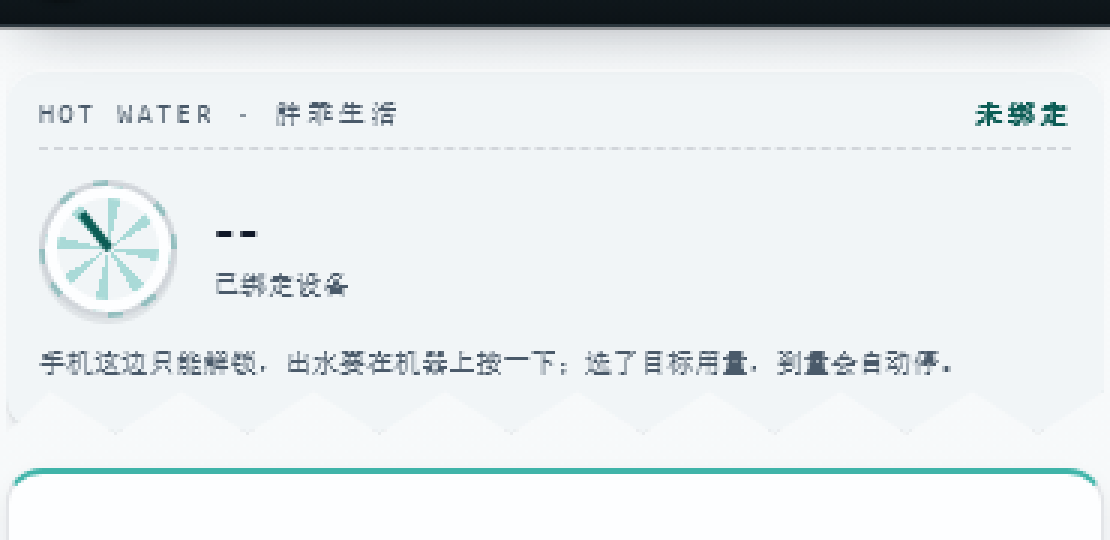 HOT WATER · 胖乖生活
未绑定
--
已绑定设备
手机这边只能解锁，出水要在机器上按一下；选了目标用量，到量会自动停。